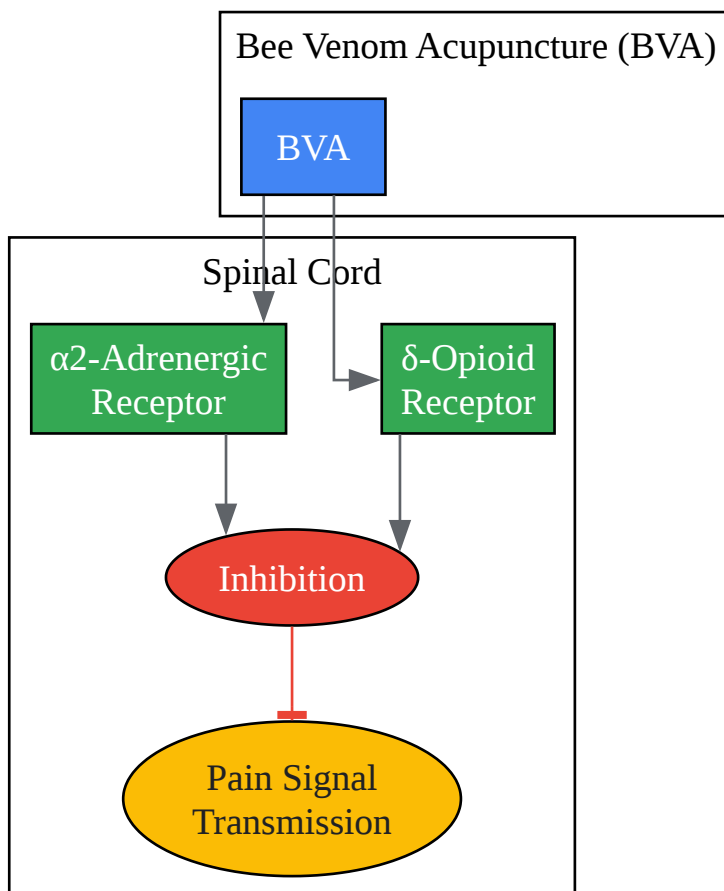 Bee Venom Acupuncture (BVA)
BVA
Spinal Cord
α2-Adrenergic
Receptor
δ-Opioid
Receptor
Inhibition
Pain Signal
Transmission